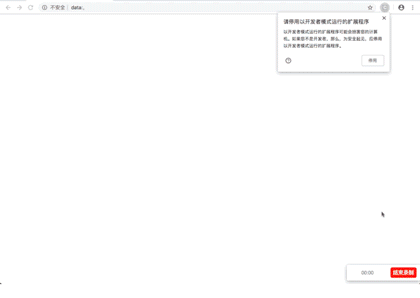 不安全 | data:,
请停用以开发者模式运行的扩展程序
以开发者模式运行的扩展程序可能会损害您的计算
机。如果您不是开发者，那么，为安全起见，应停用
以开发者模式运行的扩展程序。
停用
00:00
结束录制